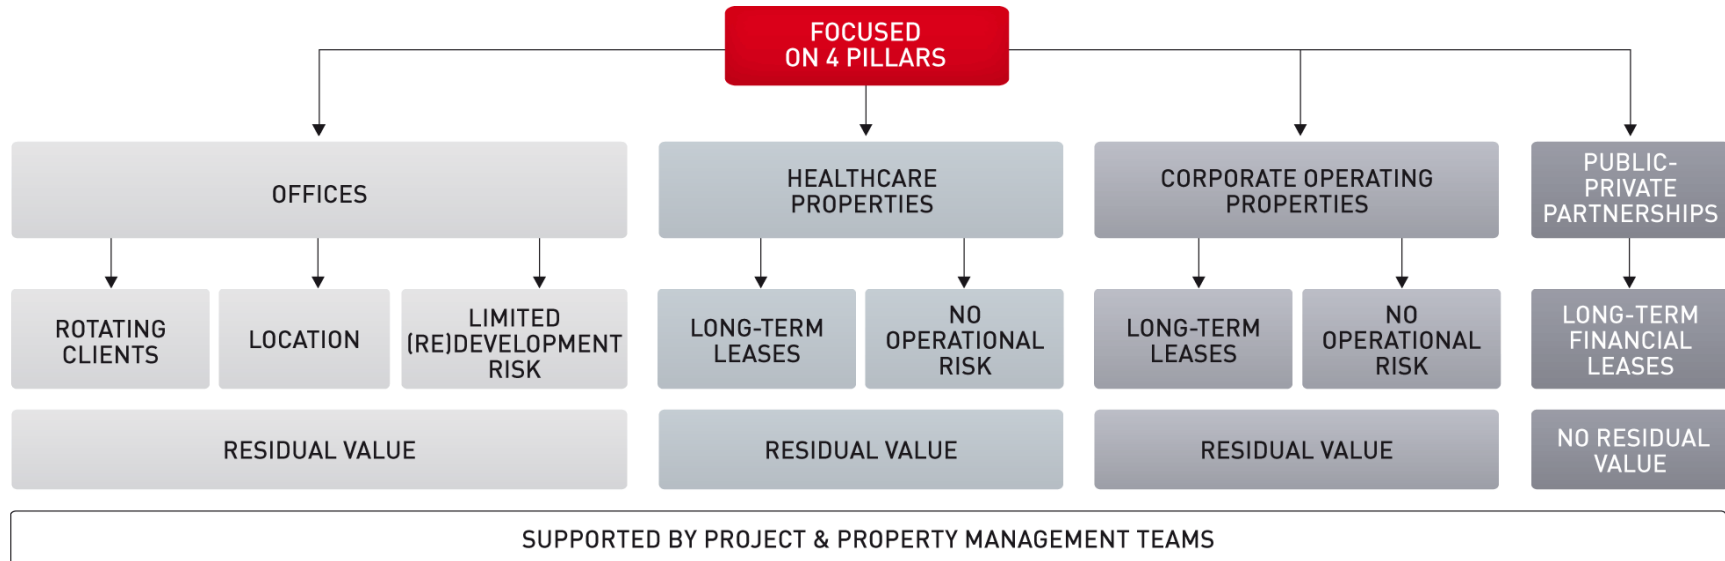 FOCUSED
ON 4 PILLARS
OFFICES
HEALTHCARE
PROPERTIES
CORPORATE OPERATING
PROPERTIES
PUBLIC-
PRIVATE
PARTNERSHIPS
ROTATING
CLIENTS
LOCATION
LIMITED
(RE)DEVELOPMENT
RISK
LONG-TERM
LEASES
NO
OPERATIONAL
RISK
LONG-TERM
LEASES
NO
OPERATIONAL
RISK
LONG-TERM
FINANCIAL
LEASES
RESIDUAL VALUE
RESIDUAL VALUE
RESIDUAL VALUE
NO RESIDUAL
VALUE
SUPPORTED BY PROJECT & PROPERTY MANAGEMENT TEAMS